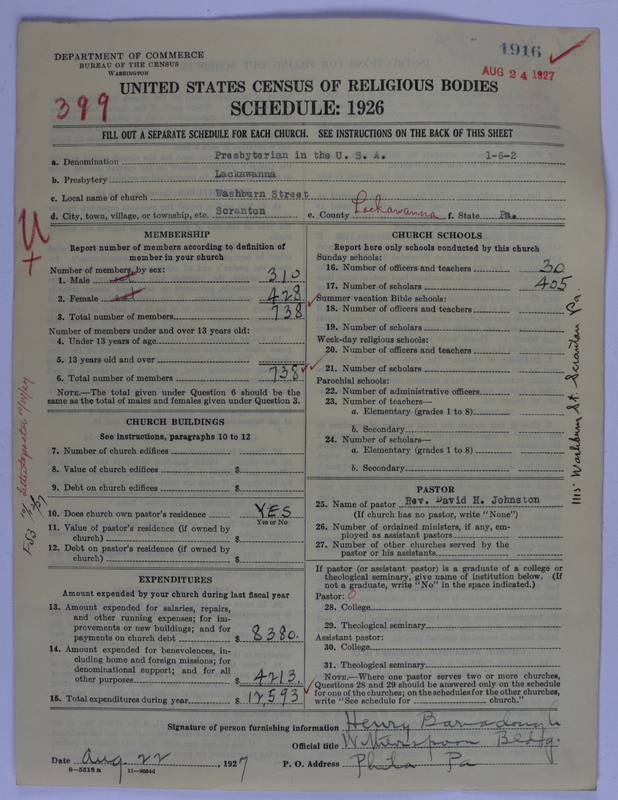 DEPARTMENT OF COMMERCE
BUREAU OF THE CENSUS
WASHINGTON
1916
AUG 24 1927
399
UNITED STATES CENSUS OF RELIGIOUS BODIES
SCHEDULE: 1926
FILL OUT A SEPARATE SCHEDULE FOR EACH CHURCH. SEE INSTRUCTIONS ON THE BACK OF THIS SHEET
a. Denomination Presbyterian in the U. S. A. 1-6-2
b. Presbytery Lackawanna
c. Local name of church Washburn Street
d. City, town, village, or township, etc. Scranton e. County Lackawanna f. State Pa.
MEMBERSHIP
Report number of members according to definition of
member in your church
Number of members by sex:
1. Male 310
2. Female 428
3. Total number of members 738
Number of members under and over 13 years old:
4. Under 13 years of age
5. 13 years old and over
6. Total number of members 738
NOTE.—The total given under Question 6 should be
same as the total of males and females given under Question 3.
CHURCH BUILDINGS
See instructions, paragraphs 10 to 12
7. Number of church edifices
8. Value of church edifices $
9. Debt on church edifices $
10. Does church own pastor's residence YES
Yes or No
11. Value of pastor's residence (if owned by
church) $
12. Debt on pastor's residence (if owned by
church) $
EXPENDITURES
Amount expended by your church during last fiscal year
13. Amount expended for salaries, repairs,
and other running expenses; for im-
provements or new buildings; and for
payments on church debt $ 8380.
14. Amount expended for benevolences, in-
cluding home and foreign missions; for
denominational support; and for all
other purposes $ 4213.
15. Total expenditures during year $ 12,593
CHURCH SCHOOLS
Report here only schools conducted by this church
Sunday schools:
16. Number of officers and teachers 30
17. Number of scholars 405
Summer vacation Bible schools:
18. Number of officers and teachers
19. Number of scholars
Week-day religious schools:
20. Number of officers and teachers
21. Number of scholars
Parochial schools:
22. Number of administrative officers
23. Number of teachers—
a. Elementary (grades 1 to 8)
b. Secondary
24. Number of scholars—
a. Elementary (grades 1 to 8)
b. Secondary
PASTOR
25. Name of pastor Rev. David H. Johnston
(If church has no pastor, write "None")
26. Number of ordained ministers, if any, em-
ployed as assistant pastors
27. Number of other churches served by the
pastor or his assistants
If pastor (or assistant pastor) is a graduate of a college or
theological seminary, give name of institution below. (If
not a graduate, write "No" in the space indicated.)
Pastor: 0
28. College
29. Theological seminary
Assistant pastor:
30. College
31. Theological seminary
NOTE.—Where one pastor serves two or more churches,
Questions 28 and 29 should be answered only on the schedule
for one of the churches; on the schedules for the other churches,
write "See schedule for church."
1115 Washburn St. Scranton Pa.
Signature of person furnishing information Henry Barraclough
Official title Witherspoon Bldg.
Date Aug. 22, 1927 P. O. Address Phila Pa
8—5518 a 11—9864d